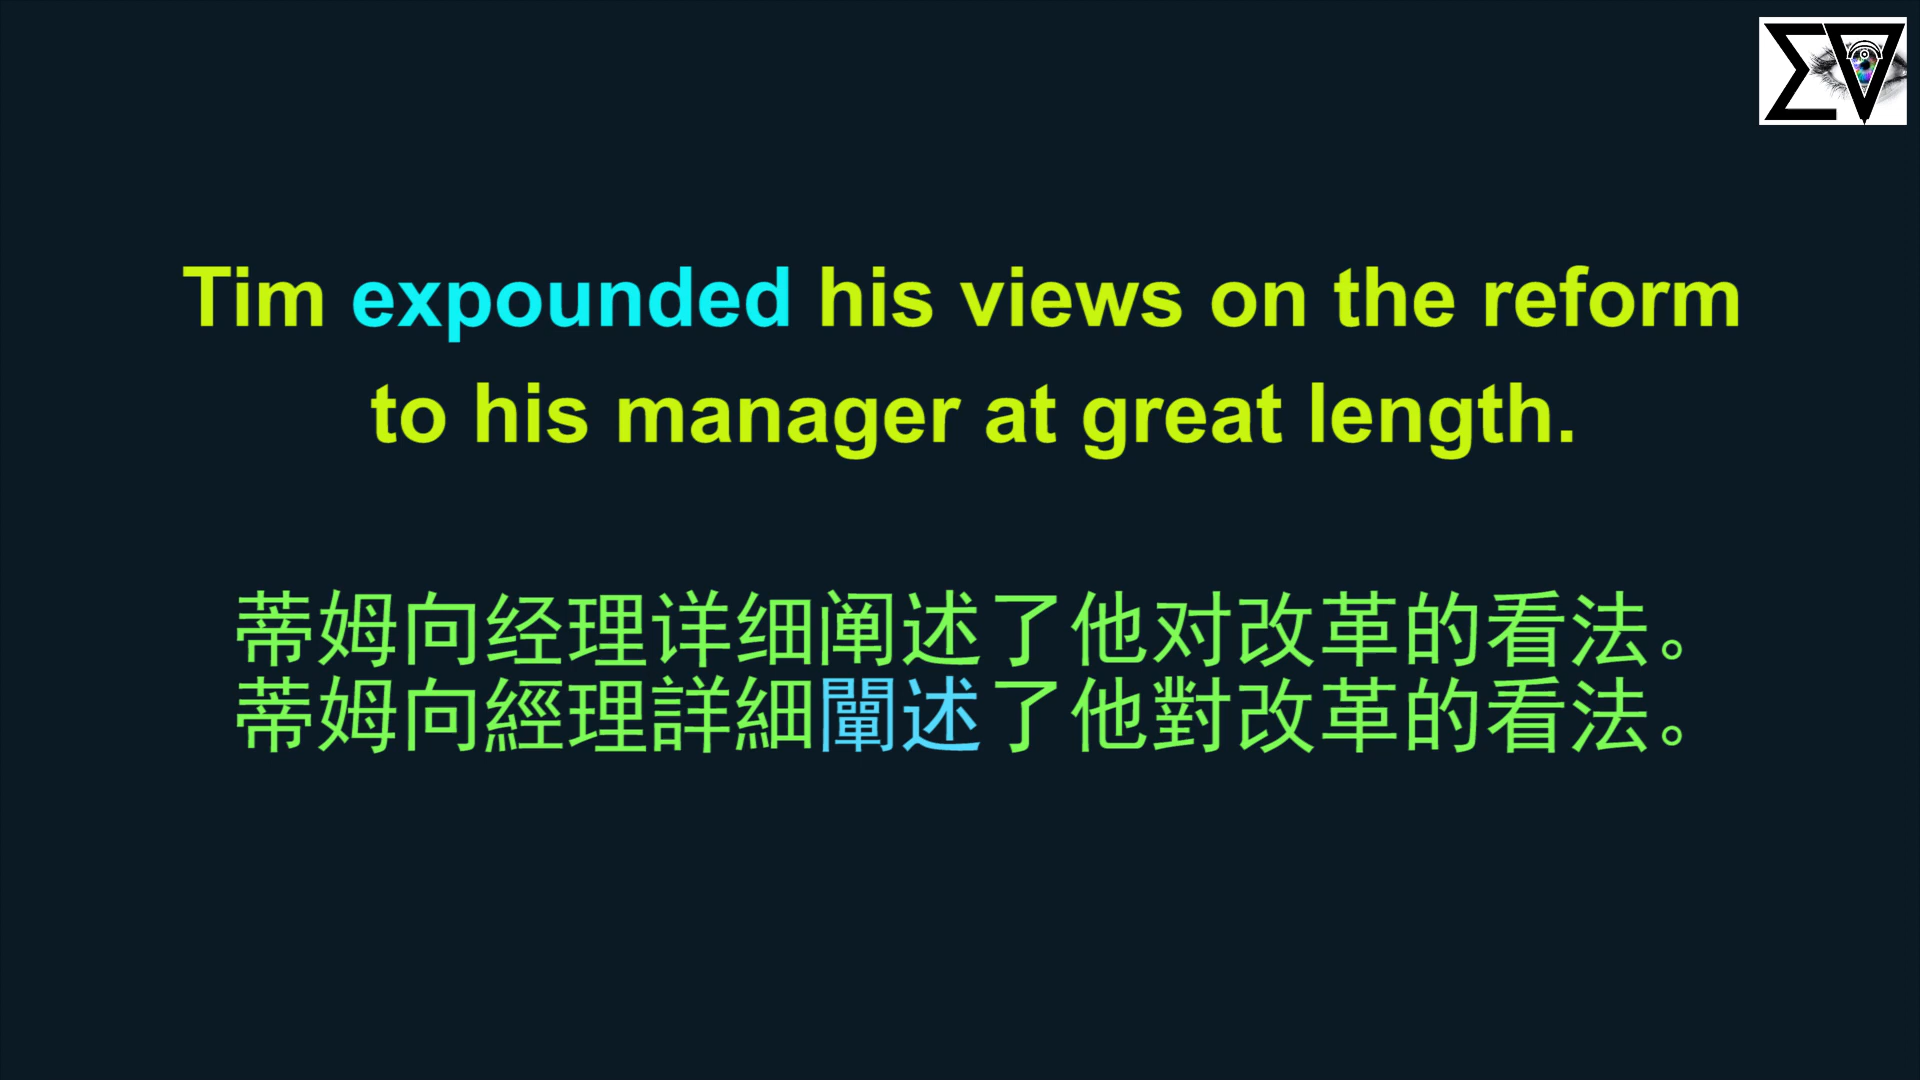 Tim expounded his views on the reform
to his manager at great length.
蒂姆向经理详细阐述了他对改革的看法。
蒂姆向經理詳細闡述了他對改革的看法。